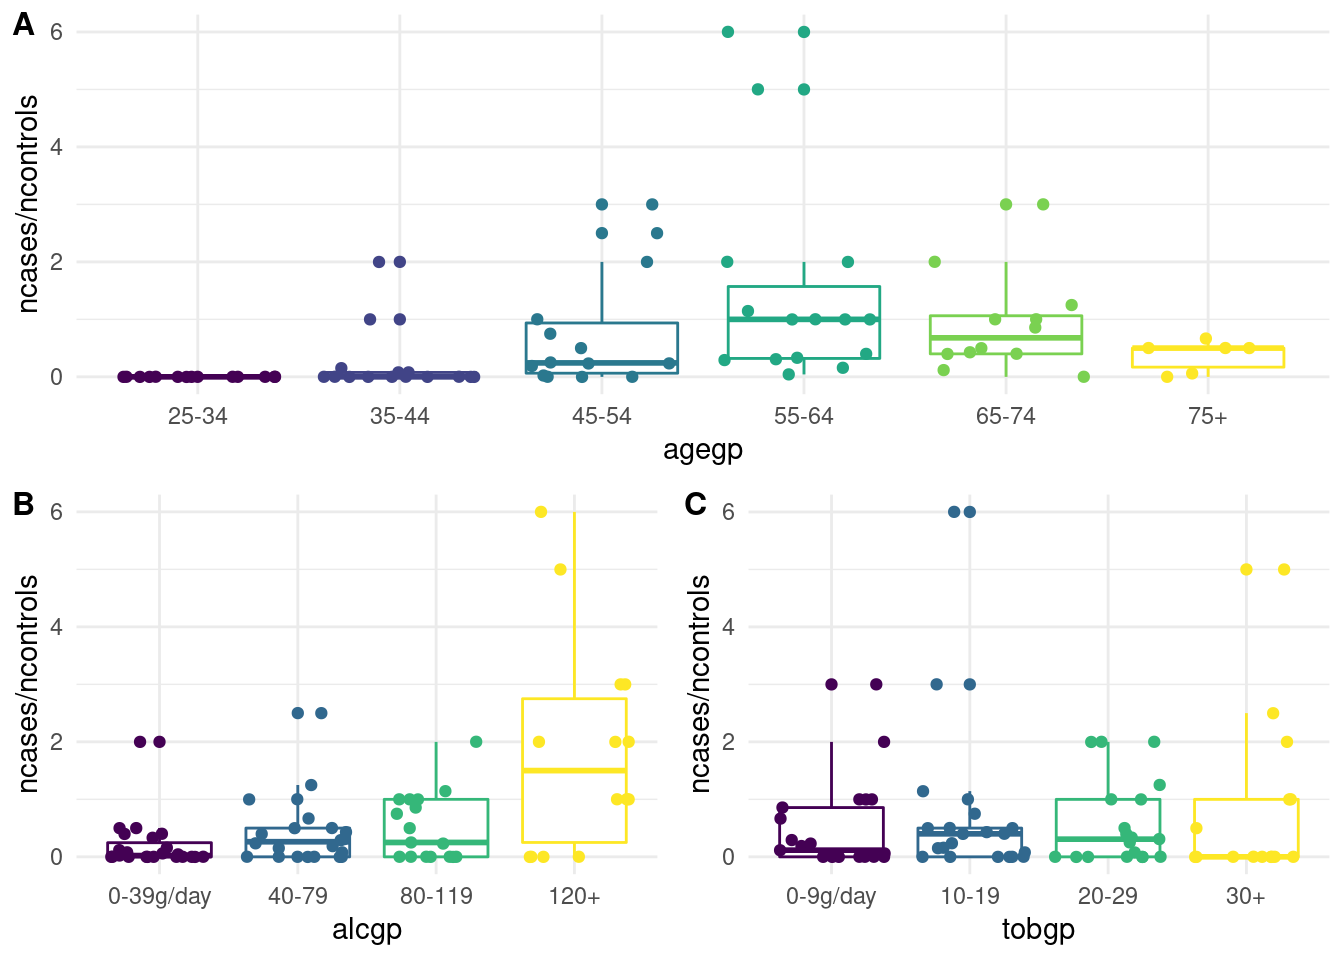 A
ncases/ncontrols
6
4
2
0
25-34 35-44 45-54 55-64 65-74 75+
agegp
B
ncases/ncontrols
6
4
2
0
0-39g/day 40-79 80-119 120+
alcgp
C
ncases/ncontrols
6
4
2
0
0-9g/day 10-19 20-29 30+
tobgp